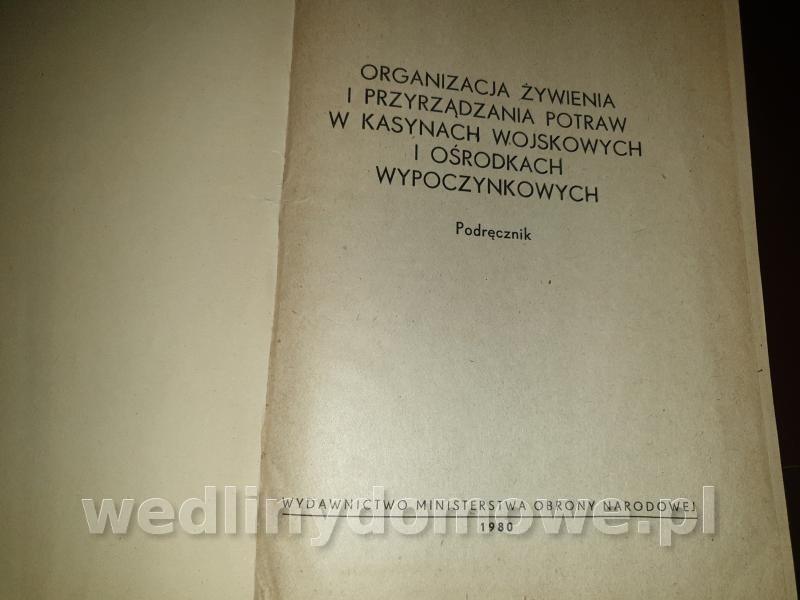 ORGANIZACJA ŻYWIENIA
I PRZYRZĄDZANIA POTRAW
W KASYNACH WOJSKOWYCH
I OŚRODKACH
WYPOCZYNKOWYCH
Podręcznik
WYDAWNICTWO MINISTERSTWA OBRONY NARODOWEJ
1980
wedlinydomowe.pl